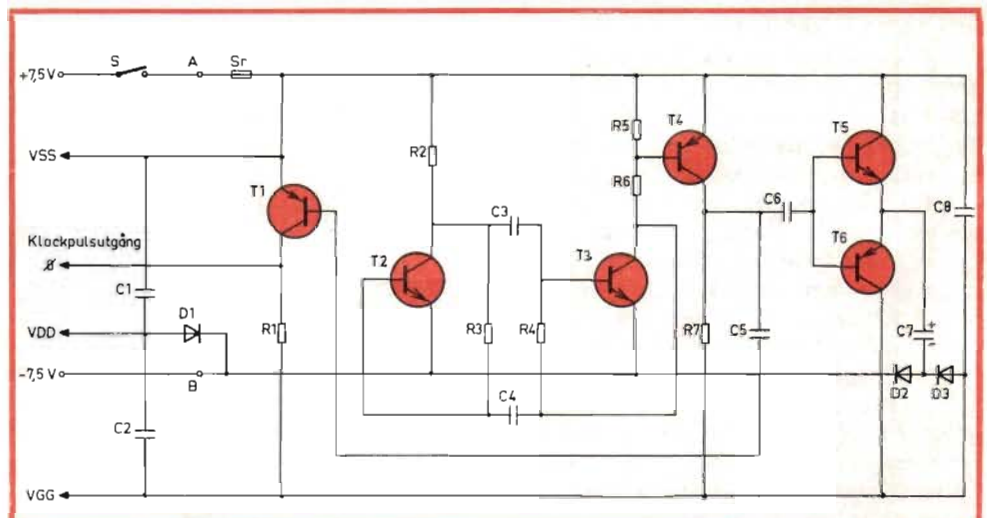 S A Sr
+7,5V
R5 T4 T5
R2
VSS
R6
T1
C6
C3 C8
Klockpulsutgång
T2 T3 T6
ø
C1
D1 R1 R3 R4 R7 C5 C7 +
-
VDD
-7,5 V
B
D2 D3
C4
C2
VGG